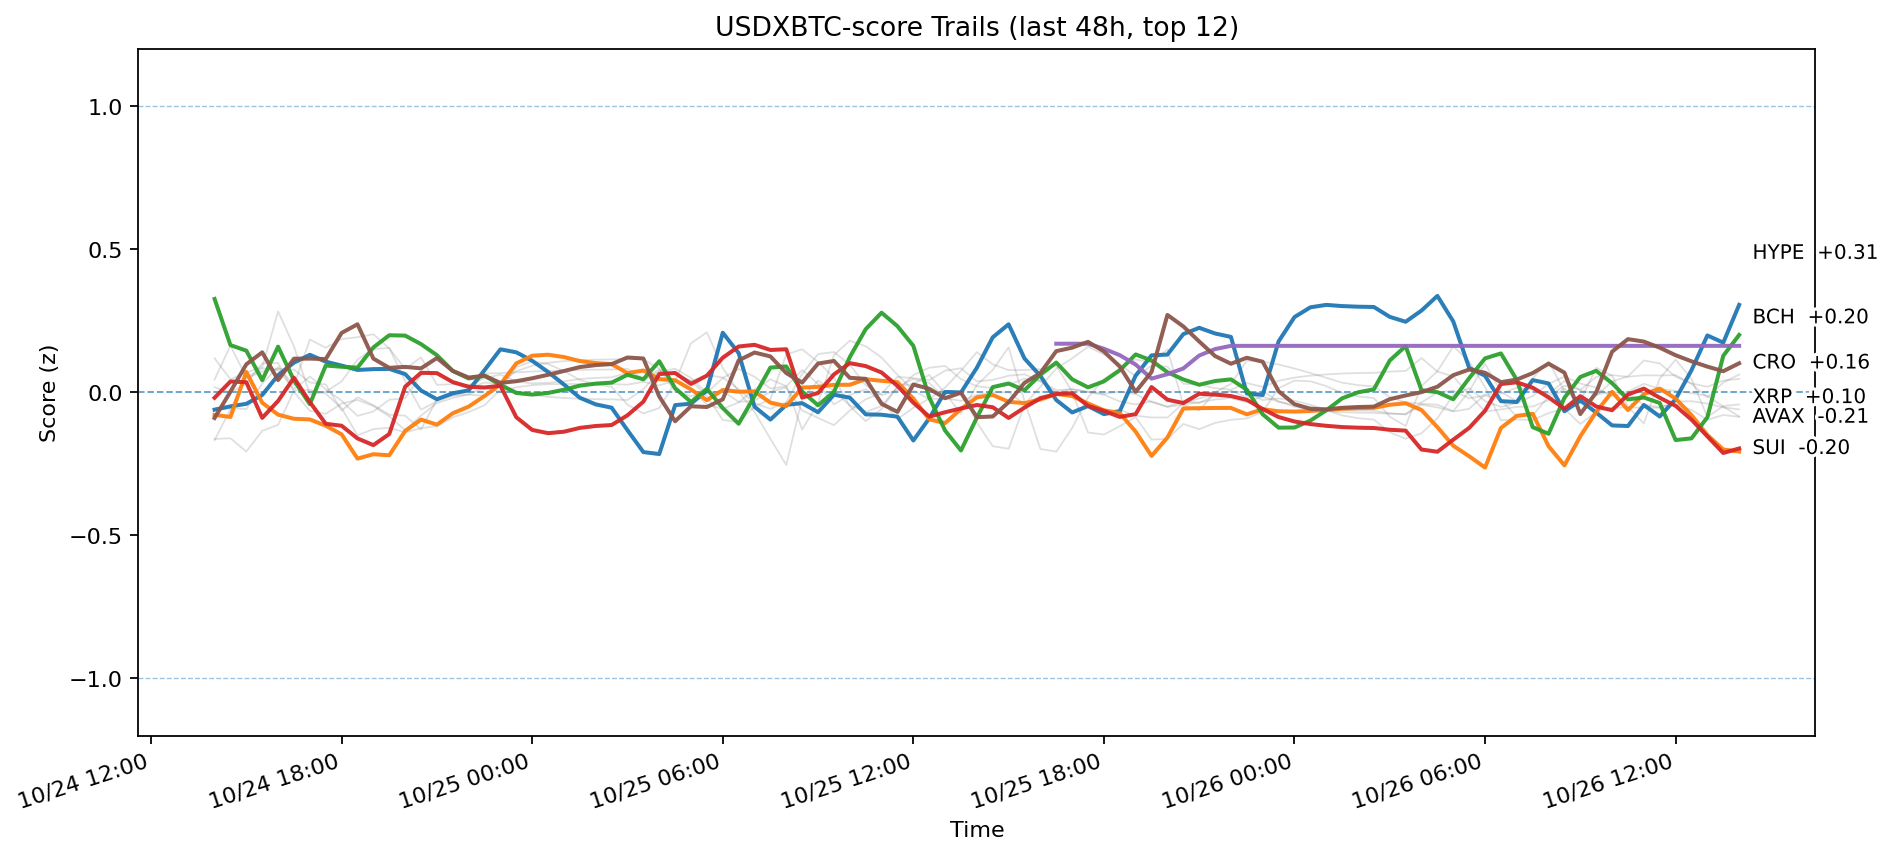 USDXBTC-score Trails (last 48h, top 12)
Score (z)
1.0
0.5
0.0
−0.5
−1.0
HYPE +0.31
BCH +0.20
CRO +0.16
XRP +0.10
AVAX -0.21
SUI -0.20
10/24 12:00
10/24 18:00
10/25 00:00
10/25 06:00
10/25 12:00
10/25 18:00
10/26 00:00
10/26 06:00
10/26 12:00
Time